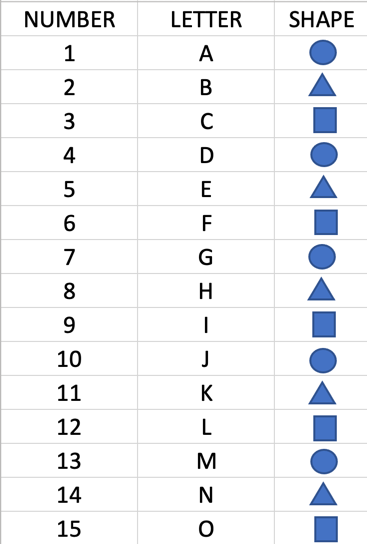 NUMBER LETTER SHAPE
1 A
2 B
3 C
4 D
5 E
6 F
7 G
8 H
9 I
10 J
11 K
12 L
13 M
14 N
15 O